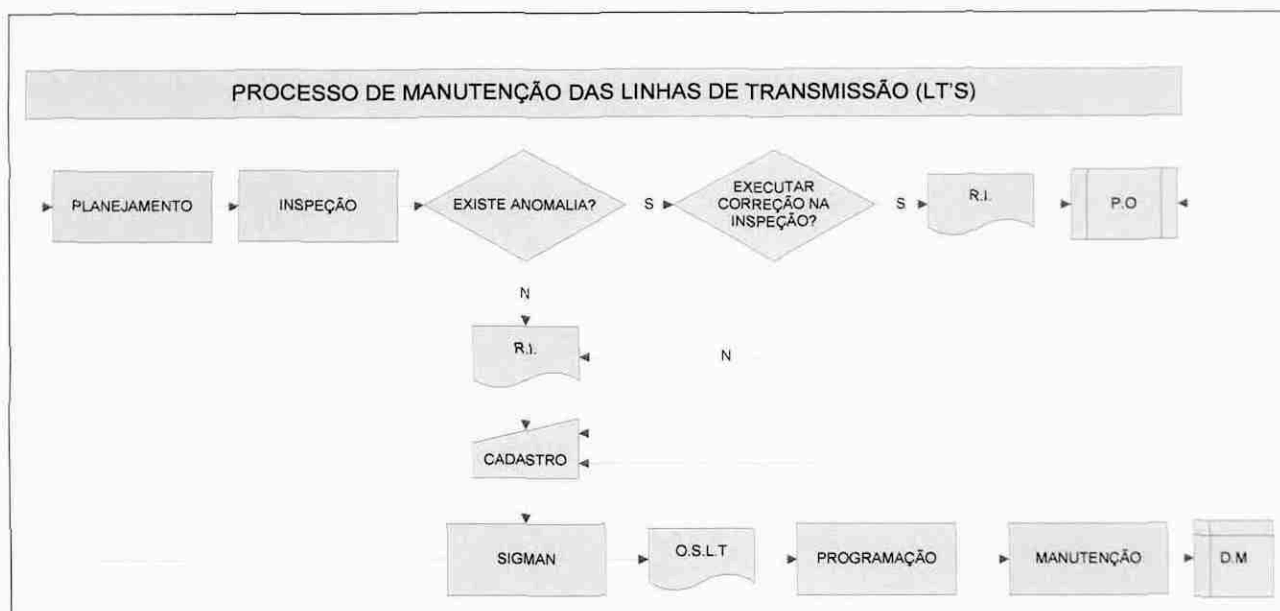 PROCESSO DE MANUTENÇÃO DAS LINHAS DE TRANSMISSÃO (LT'S)
PLANEJAMENTO
INSPEÇÃO
EXISTE ANOMALIA?
S
EXECUTAR
CORREÇÃO NA
INSPEÇÃO?
S
R.I.
P.O
N
R.I.
N
CADASTRO
SIGMAN
O.S.L.T
PROGRAMAÇÃO
MANUTENÇÃO
D.M